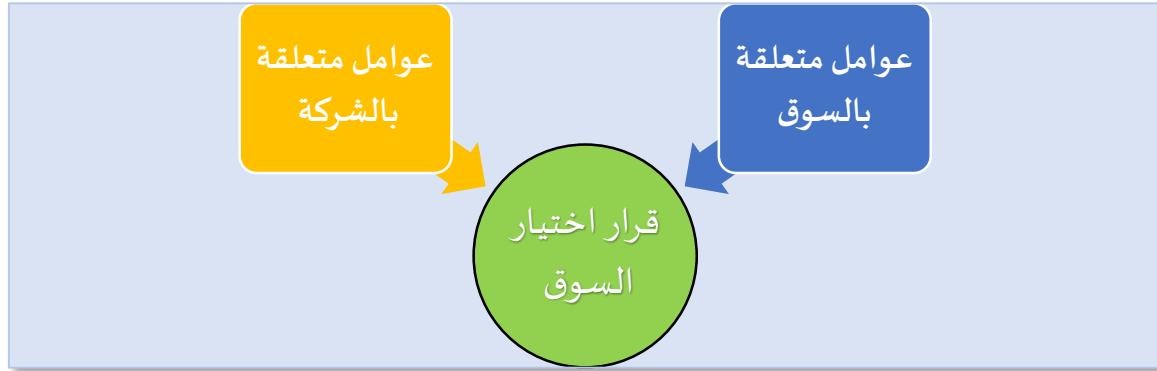 عوامل متعلقة
بالسوق
عوامل متعلقة
بالشركة
قرار اختيار
السوق